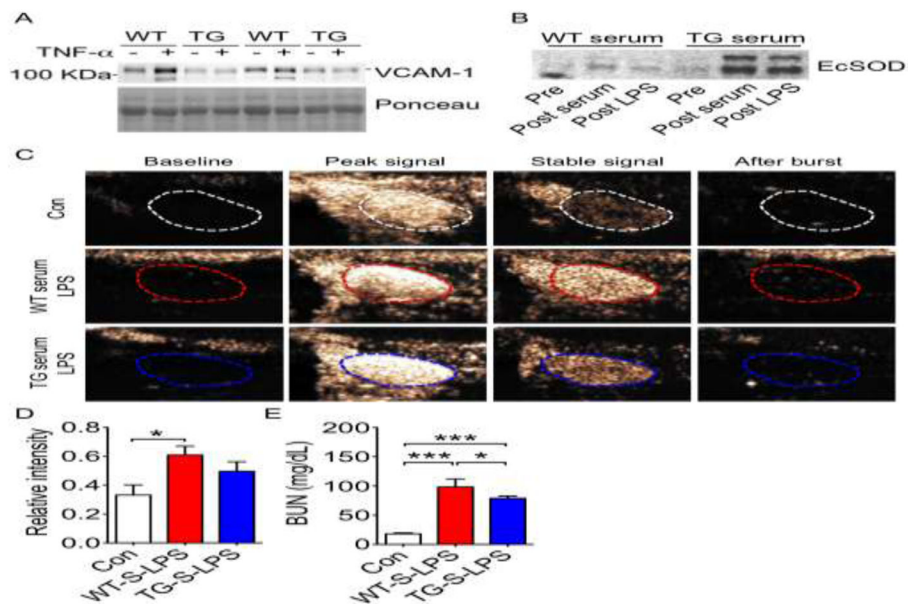 A
WT TG WT TG
TNF-α - + - + - + - +
100 KDa- VCAM-1
Ponceau
B
WT serum TG serum
EcSOD
Pre Post serum Post LPS Pre Post serum Post LPS
C
Baseline Peak signal Stable signal After burst
Con
WT serum
LPS
TG serum
LPS
D
Relative intensity
0.8
0.6
0.4
0.2
0.0
*
Con WT-S-LPS TG-S-LPS
E
BUN (mg/dL)
200
150
100
50
0
***
*** *
Con WT-S-LPS TG-S-LPS